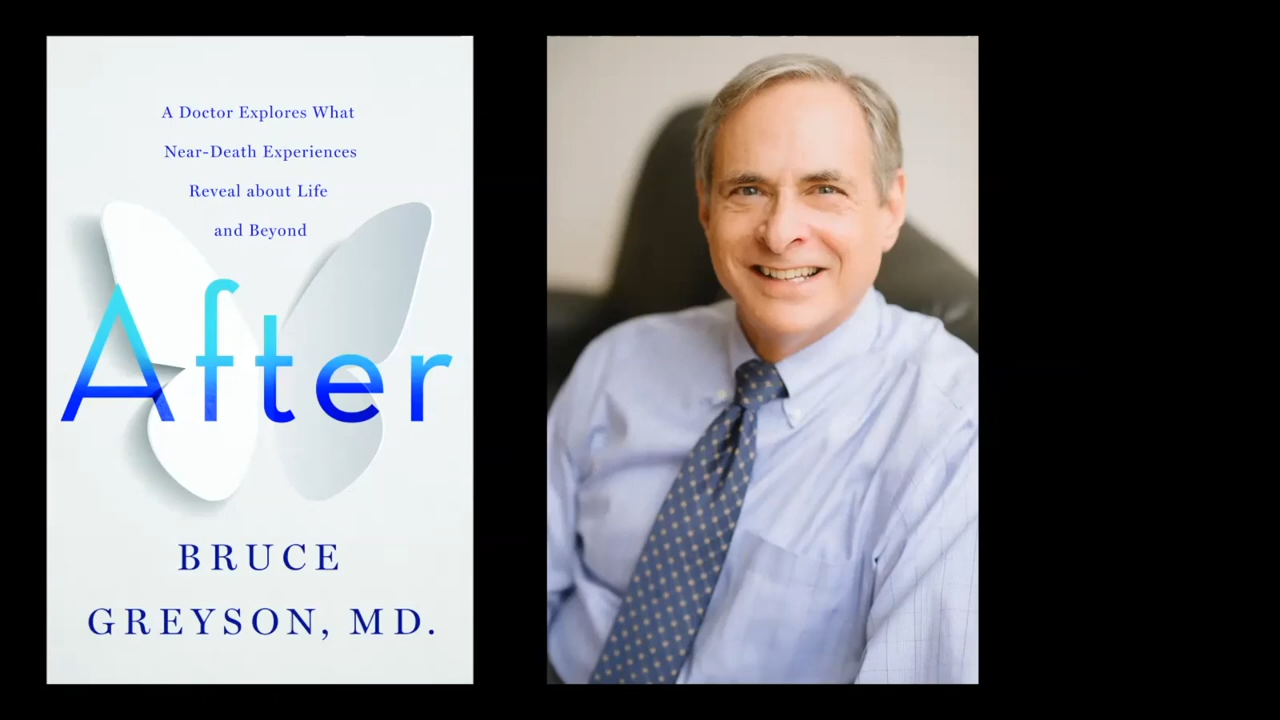 A Doctor Explores What
Near-Death Experiences
Reveal about Life
and Beyond
After
BRUCE
GREYSON, MD.